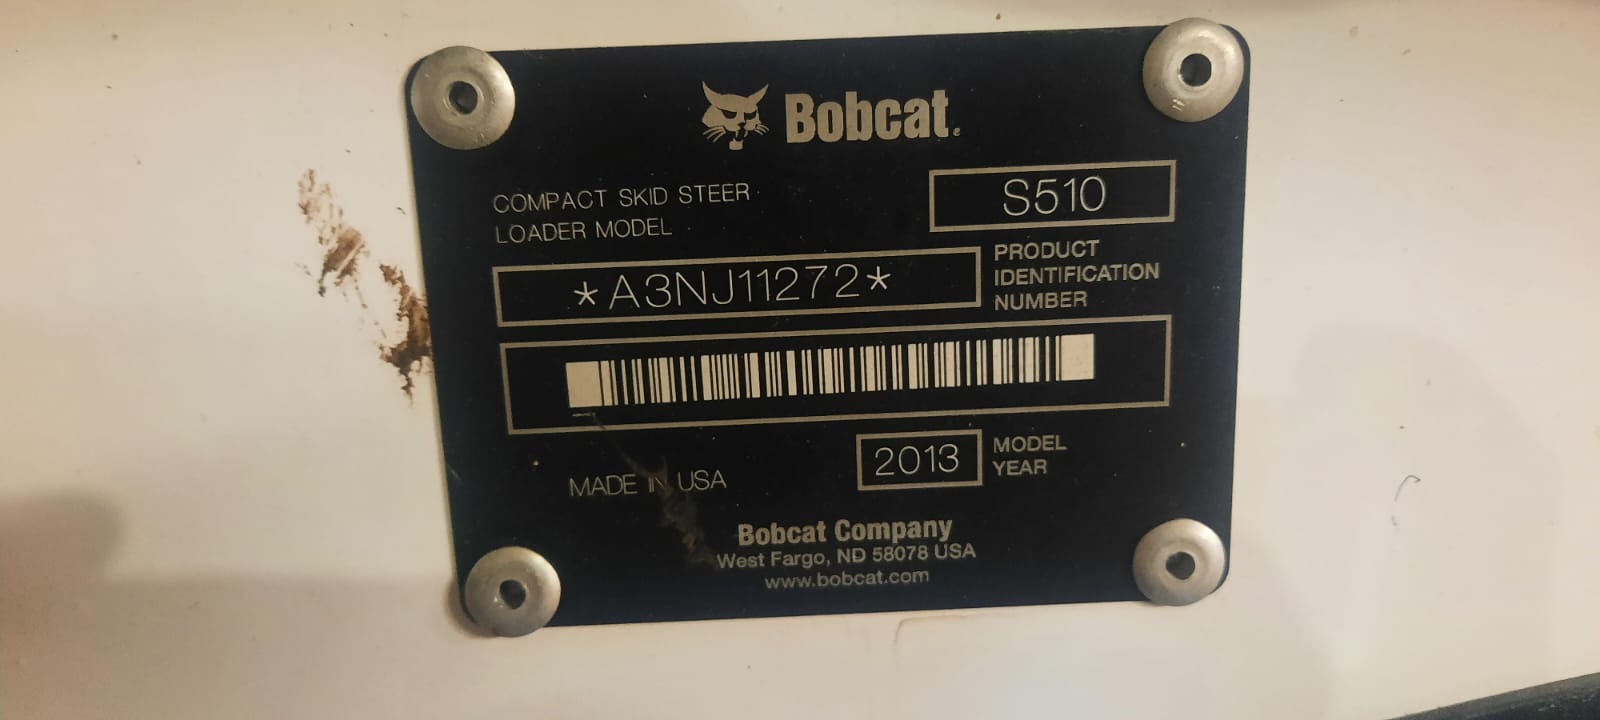 Bobcat.
COMPACT SKID STEER
LOADER MODEL
S510
*A3NJ11272*
PRODUCT
IDENTIFICATION
NUMBER
2013
MODEL
YEAR
MADE IN USA
Bobcat Company
West Fargo, ND 58078 USA
www.bobcat.com